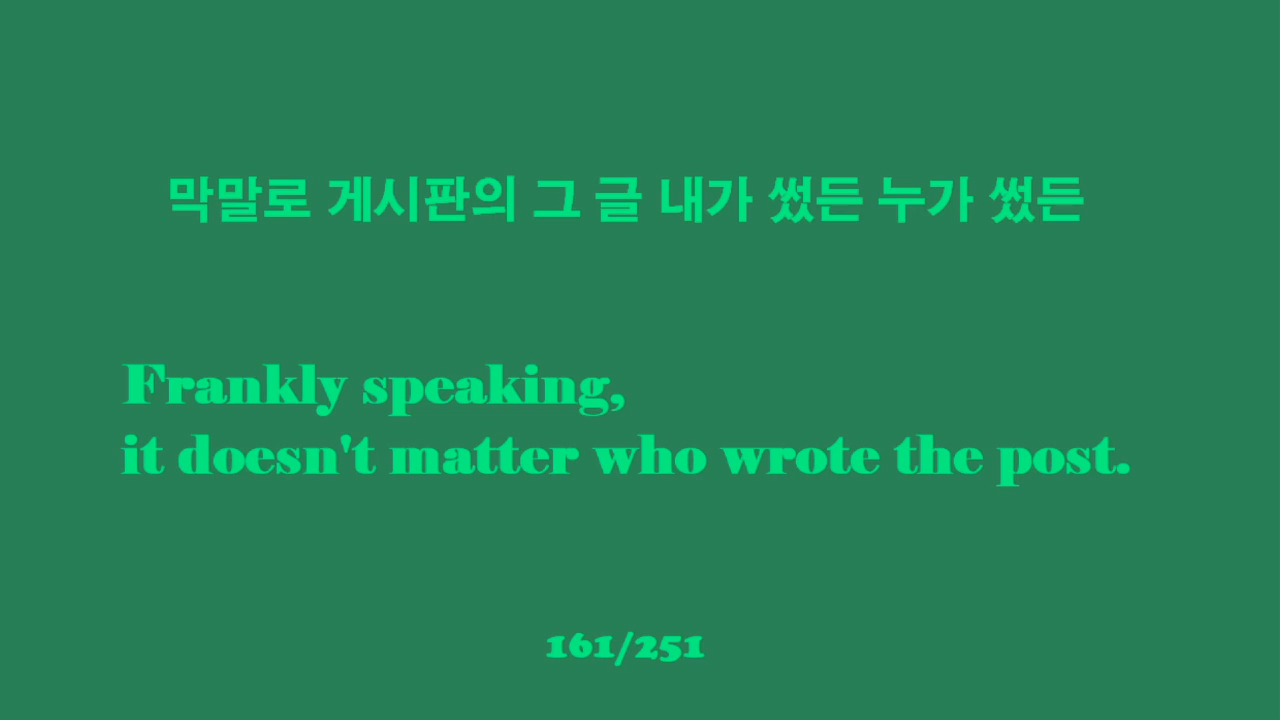 막말로 게시판의 그 글 내가 썼든 누가 썼든
Frankly speaking,
it doesn't matter who wrote the post.
161/251